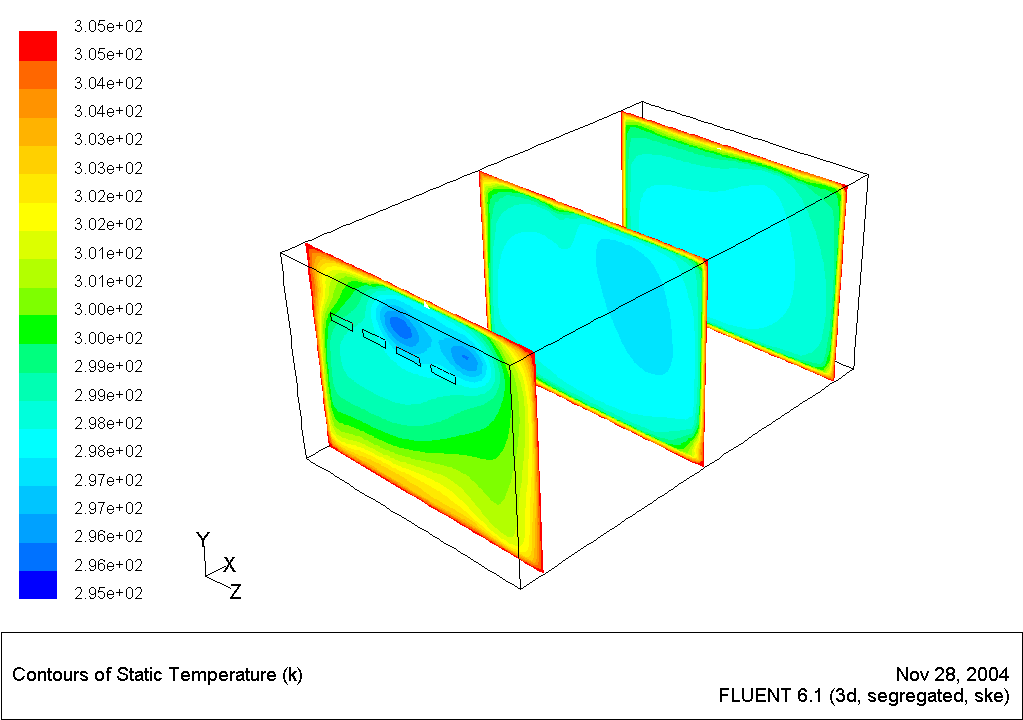 3.05e+02
3.05e+02
3.04e+02
3.04e+02
3.03e+02
3.03e+02
3.02e+02
3.02e+02
3.01e+02
3.01e+02
3.00e+02
3.00e+02
2.99e+02
2.99e+02
2.98e+02
2.98e+02
2.97e+02
2.97e+02
2.96e+02
2.96e+02
2.95e+02
Y
X
Z
Contours of Static Temperature (k)
Nov 28, 2004
FLUENT 6.1 (3d, segregated, ske)